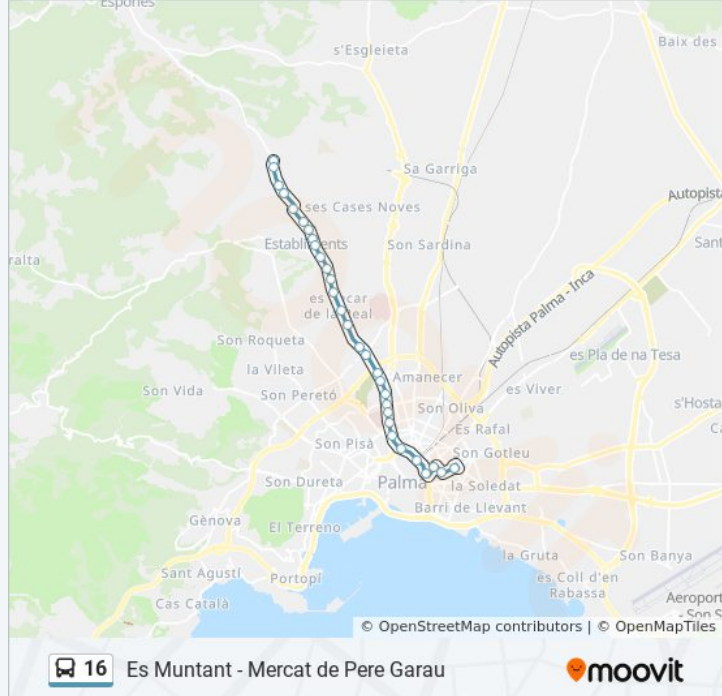 Esporles
s'Esgleieta
Baix des
Sa Garriga
Autopista
ses Cases Noves
Establiments
Son Sardina
Sant
ralta
es
car
de la
eal
Autopista Palma - Inca
Son Roqueta
es Pla de na Tesa
la Vileta
Amanecer
Son Vida
Son Peretó
es Viver
Son Oliva
s'Hosta
Es Rafal
Son Pisà
Son Gotleu
Son Dureta
Palma
la Soledat
Barri de Llevant
Gènova
El Terreno
la Gruta
Son Banya
Sant Agustí
Portopí
es Coll d'en
Rabassa
Cas Català
Aeroport
© OpenStreetMap contributors | © OpenMapTiles
16
Es Muntant - Mercat de Pere Garau
moovit